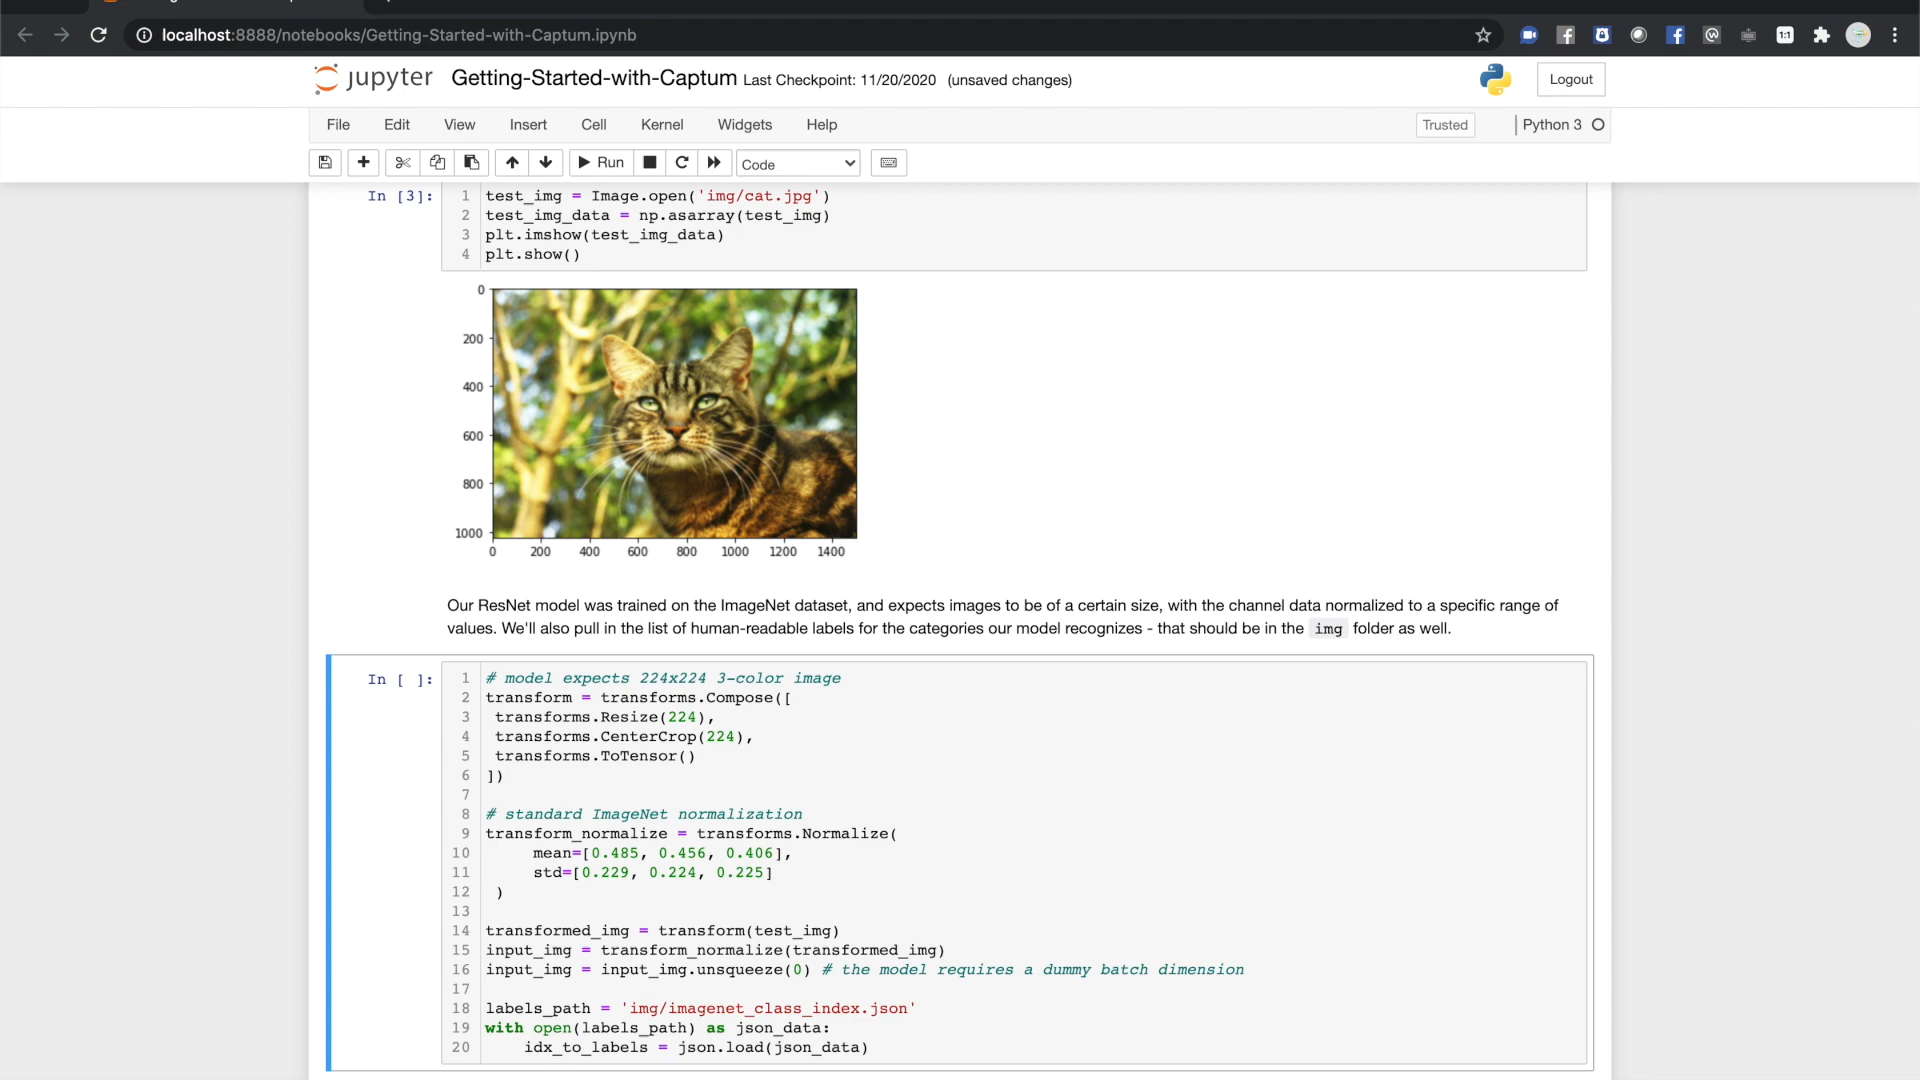 localhost:8888/notebooks/Getting-Started-with-Captum.ipynb
1:1
jupyter Getting-Started-with-Captum Last Checkpoint: 11/20/2020 (unsaved changes)
Logout
File Edit View Insert Cell Kernel Widgets Help
Trusted
Python 3
Run
Code
In [3]:
1 test_img = Image.open('img/cat.jpg')
2 test_img_data = np.asarray(test_img)
3 plt.imshow(test_img_data)
4 plt.show()
0
200
400
600
800
1000
0 200 400 600 800 1000 1200 1400
Our ResNet model was trained on the ImageNet dataset, and expects images to be of a certain size, with the channel data normalized to a specific range of
values. We'll also pull in the list of human-readable labels for the categories our model recognizes - that should be in the img folder as well.
In [ ]:
1 # model expects 224x224 3-color image
2 transform = transforms.Compose([
3 transforms.Resize(224),
4 transforms.CenterCrop(224),
5 transforms.ToTensor()
6 ])
7
8 # standard ImageNet normalization
9 transform_normalize = transforms.Normalize(
10 mean=[0.485, 0.456, 0.406],
11 std=[0.229, 0.224, 0.225]
12 )
13
14 transformed_img = transform(test_img)
15 input_img = transform_normalize(transformed_img)
16 input_img = input_img.unsqueeze(0) # the model requires a dummy batch dimension
17
18 labels_path = 'img/imagenet_class_index.json'
19 with open(labels_path) as json_data:
20 idx_to_labels = json.load(json_data)